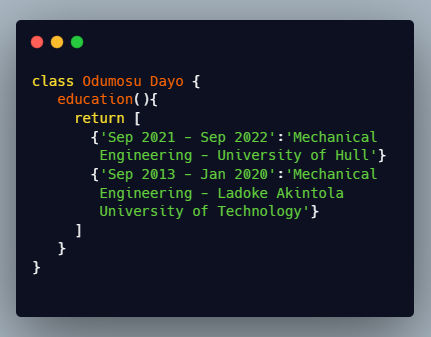 class Odumosu Dayo {
education(){
return [
{'Sep 2021 - Sep 2022':'Mechanical
Engineering - University of Hull'}
{'Sep 2013 - Jan 2020':'Mechanical
Engineering - Ladoke Akintola
University of Technology'}
]
}
}